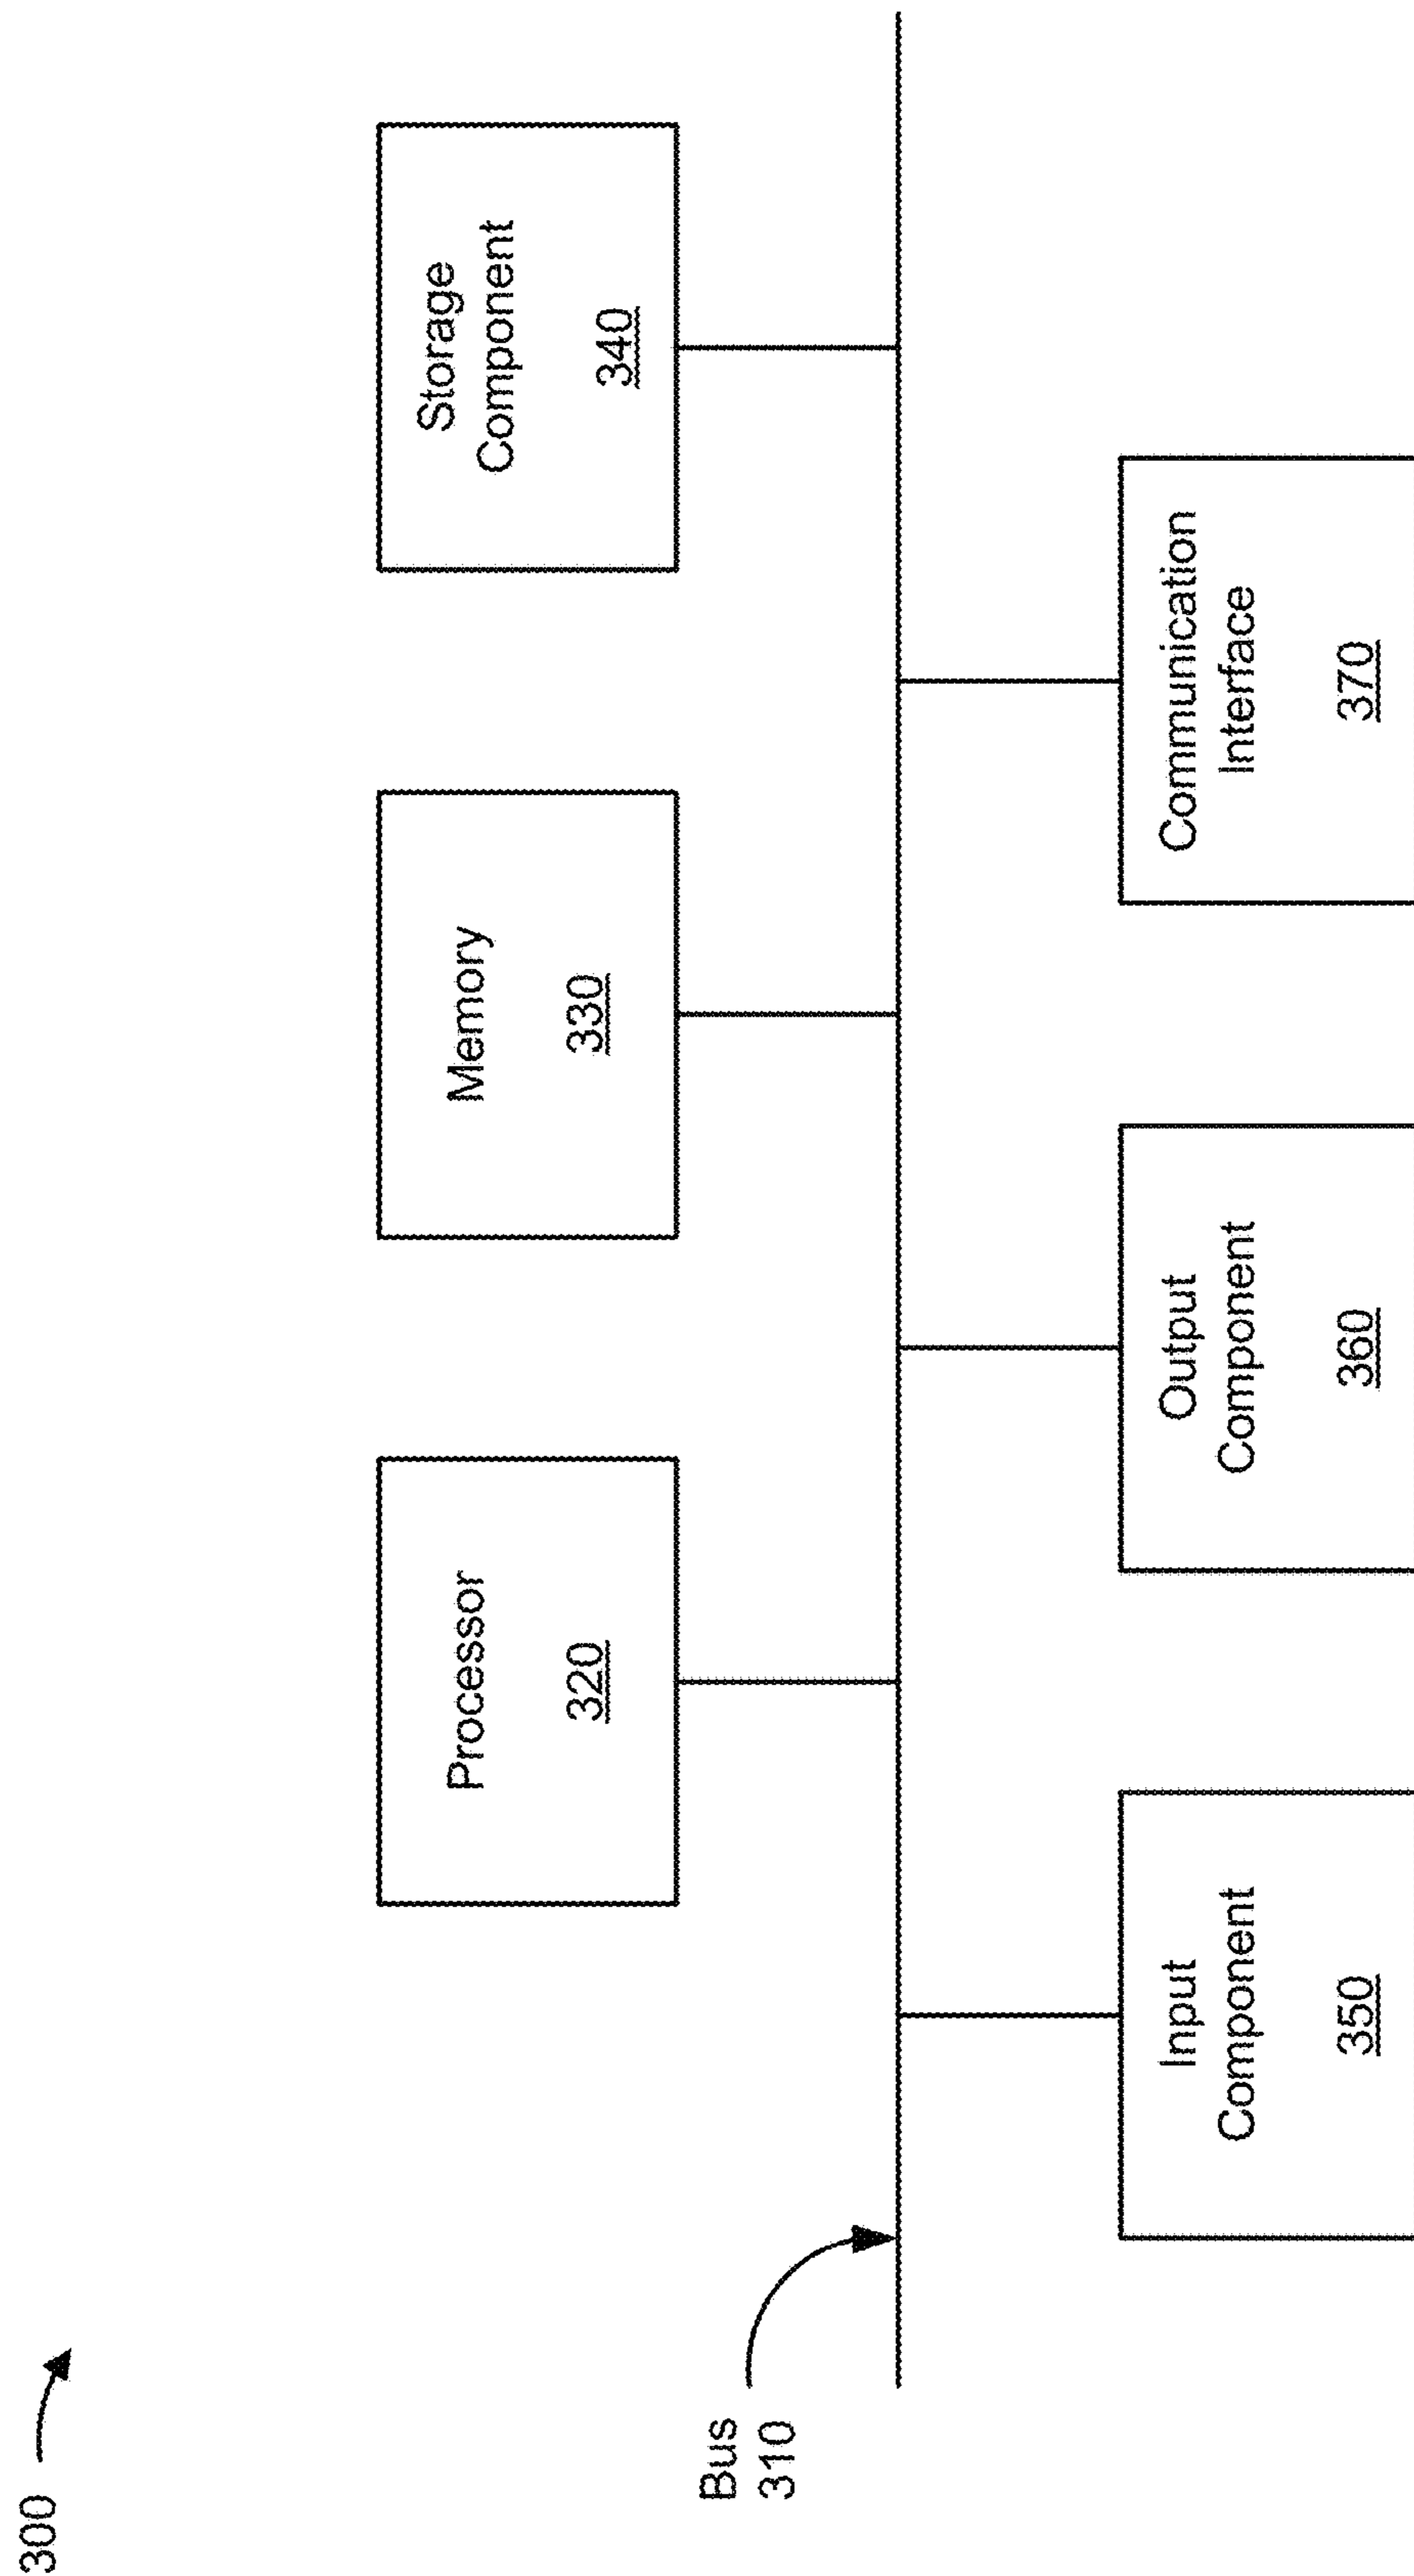 300
Bus
310
Processor
320
Memory
330
Storage
Component
340
Input
Component
350
Output
Component
360
Communication
Interface
370